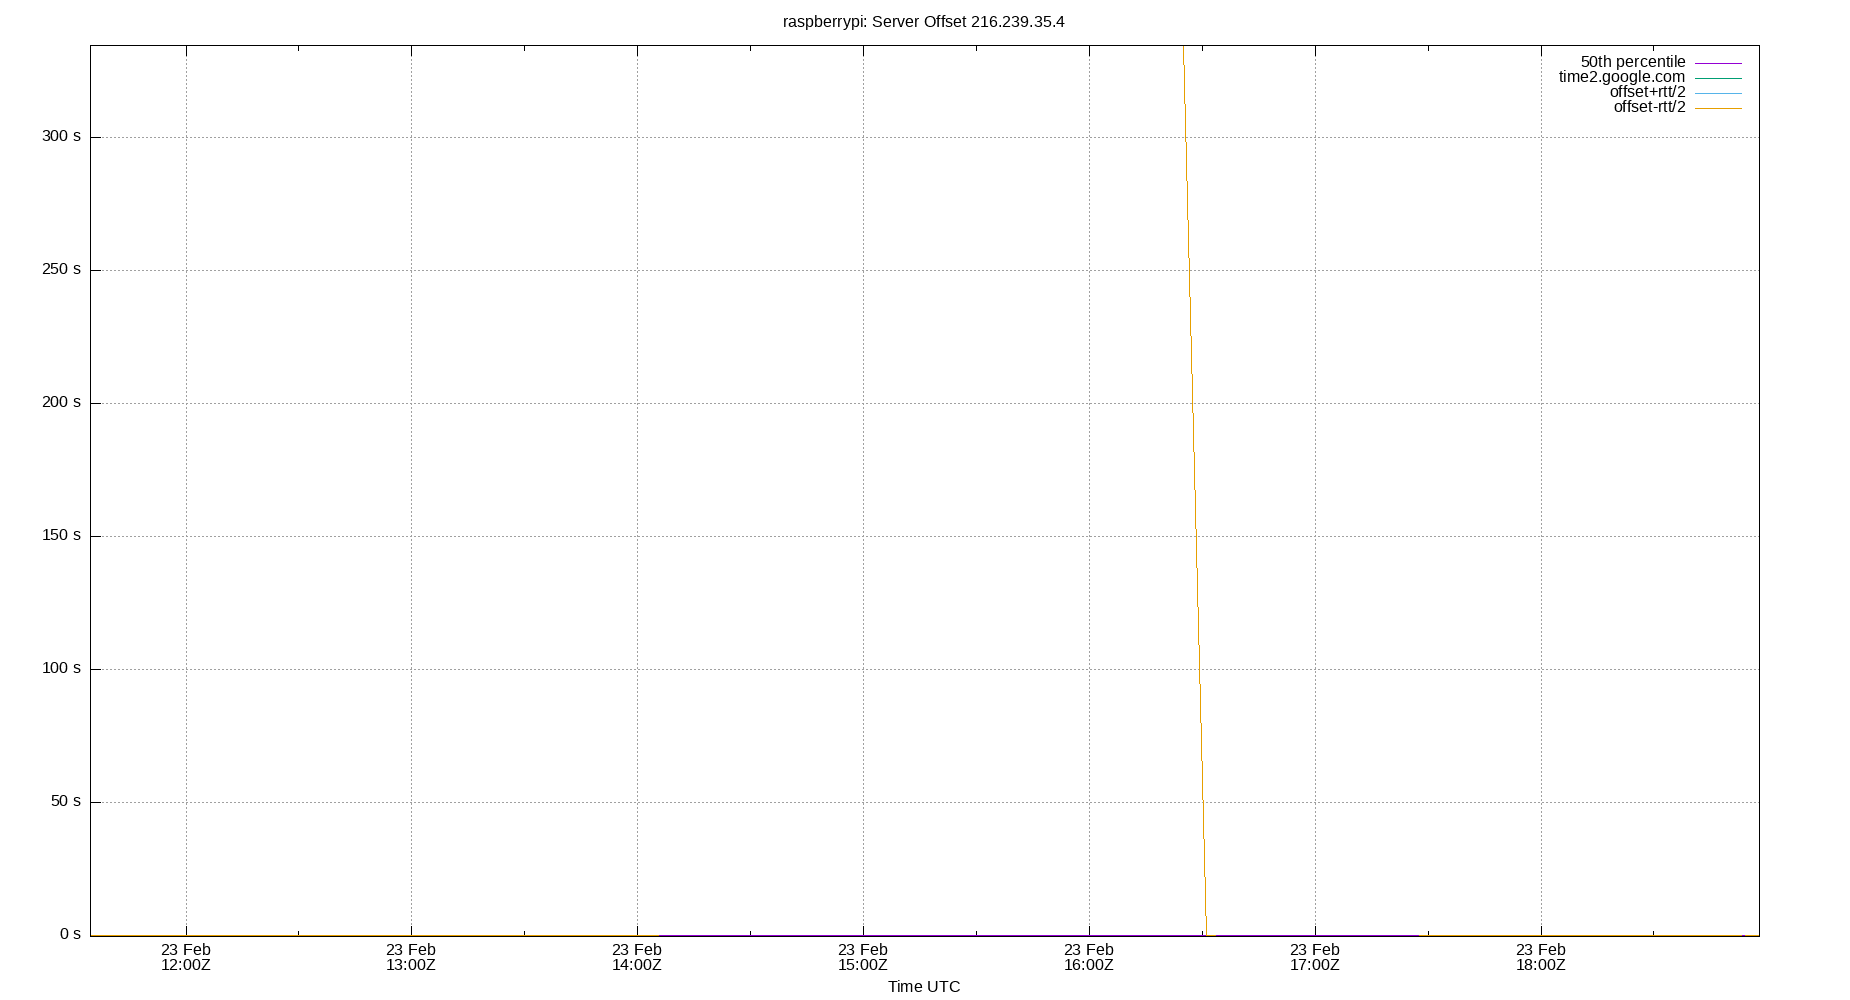 raspberrypi: Server Offset 216.239.35.4
50th percentile
time2.google.com
offset+rtt/2
offset-rtt/2
300 s
250 s
200 s
150 s
100 s
50 s
0 s
23 Feb 23 Feb 23 Feb 23 Feb 23 Feb 23 Feb 23 Feb
12:00Z 13:00Z 14:00Z 15:00Z 16:00Z 17:00Z 18:00Z
Time UTC